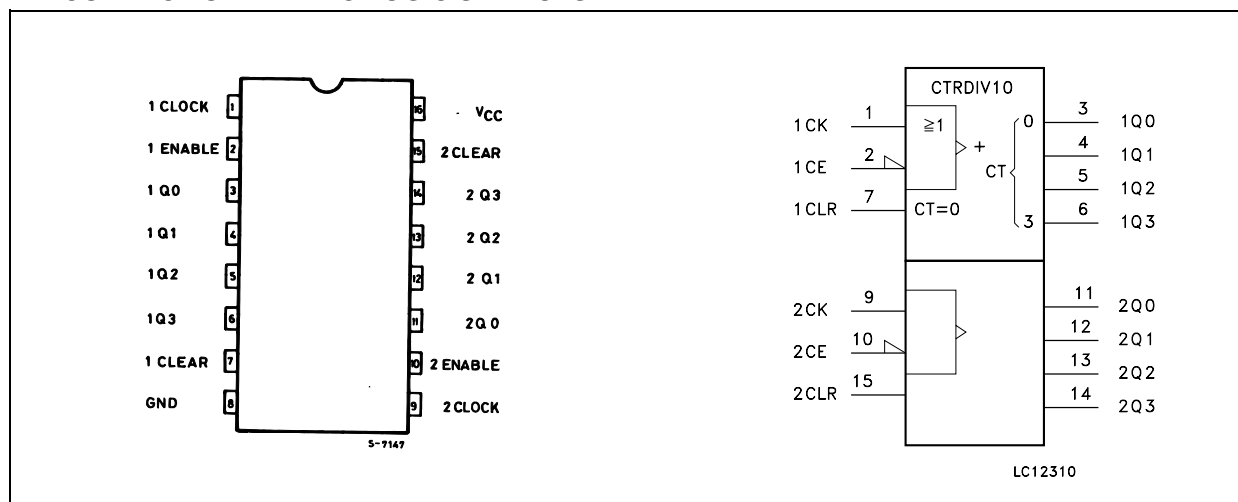 1 CLOCK 1
1 ENABLE 2
1 Q0 3
1Q1 4
1Q2 5
1Q3 6
1 CLEAR 7
GND 8
16 VCC
15 2 CLEAR
14 2 Q3
13 2 Q2
12 2 Q1
11 2Q0
10 2 ENABLE
9 2 CLOCK
S-7147
CTRDIV10
1CK 1 ≧1 + 0 3 1Q0
4 1Q1
1CE 2 CT 5 1Q2
1CLR 7 CT=0 3 6 1Q3
2CK 9 11 2Q0
12 2Q1
2CE 10 13 2Q2
2CLR 15 14 2Q3
LC12310